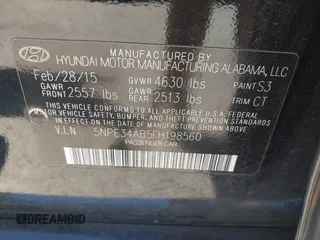 MANUFACTURED BY
HYUNDAI MOTOR MANUFACTURING ALABAMA, LLC
Feb/28/15 GVWR 4630 lbs PAINT S3
GAWR FRONT 2557 lbs GAWR REAR 2513 lbs TRIM CT
THIS VEHICLE CONFORMS TO ALL APPLICABLE
FEDERAL MOTOR VEHICLE SAFETY, BUMPER, AND
THEFT PREVENTION STANDARDS IN EFFECT ON
THE DATE OF MANUFACTURE SHOWN ABOVE.
V.I.N 5NPE34AB5FH198560
PASSENGER CAR
DREAMBID